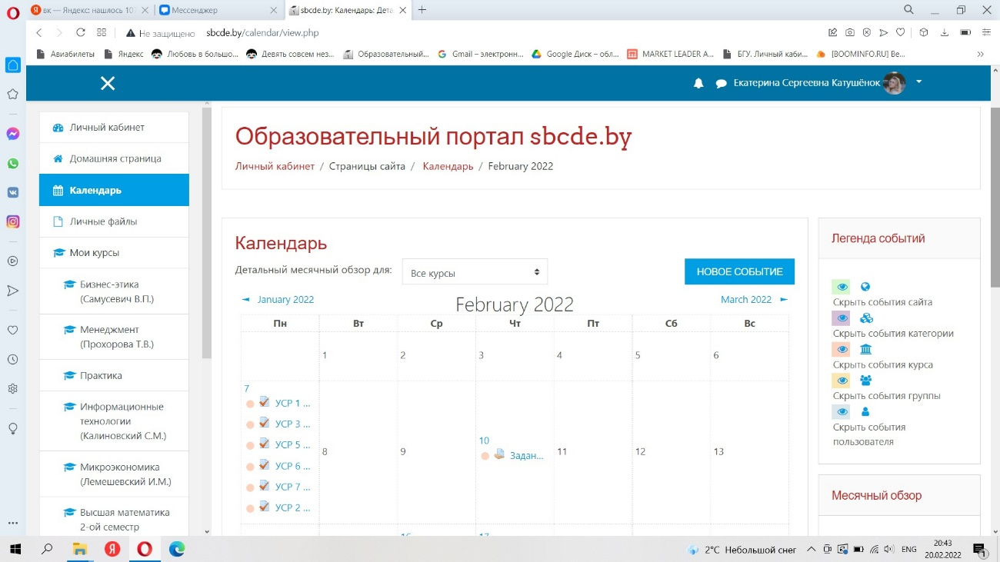 вк — Яндекс: нашлось 10
Мессенджер
sbcde.by: Календарь: Дета
Не защищено sbcde.by/calendar/view.php
Авиабилеты Яндекс Любовь в большо... Девять совсем нез... Образовательный... Gmail – электронн... Google Диск – обл... MARKET LEADER A... БГУ. Личный каби... [BOOMINFO.RU] Ве...
Екатерина Сергеевна Катушёнок
Личный кабинет
Домашняя страница
Календарь
Личные файлы
Мои курсы
Бизнес-этика
(Самусевич В.П.)
Менеджмент
(Прохорова Т.В.)
Практика
Информационные
технологии
(Калиновский С.М.)
Микроэкономика
(Лемешевский И.М.)
Высшая математика
2-ой семестр
Образовательный портал sbcde.by
Личный кабинет / Страницы сайта / Календарь / February 2022
Календарь
Детальный месячный обзор для: Все курсы НОВОЕ СОБЫТИЕ
◄ January 2022 February 2022 March 2022 ►
Пн Вт Ср Чт Пт Сб Вс
1 2 3 4 5 6
7
УСР 1 ...
УСР 3 ...
УСР 5 ...
УСР 6 ...
УСР 7 ...
УСР 2 ...
8 9
10
Задан...
11 12 13
16 17
Легенда событий
Скрыть события сайта
Скрыть события категории
Скрыть события курса
Скрыть события группы
Скрыть события
пользователя
Месячный обзор
2°C Небольшой снег ENG
20:43
20.02.2022
1